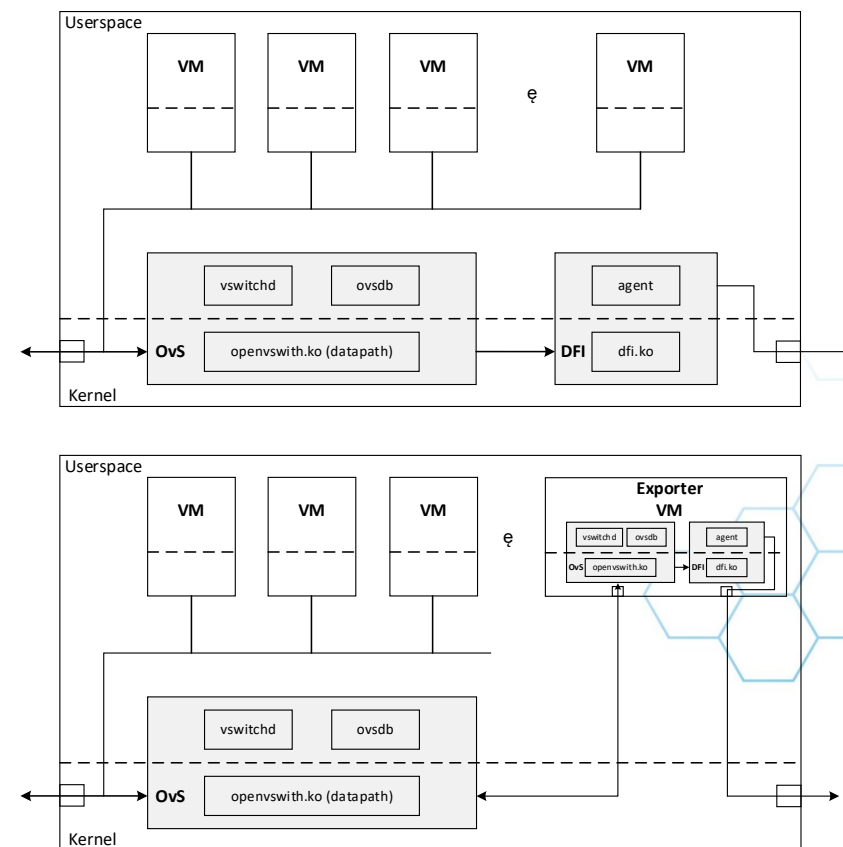 Userspace
VM
VM
VM
ę
VM
vswitchd
ovsdb
agent
OvS
openvswith.ko (datapath)
DFI
dfi.ko
Kernel
Userspace
VM
VM
VM
ę
Exporter
VM
vswitchd
ovsdb
agent
OvS
openvswith.ko
DFI
dfi.ko
vswitchd
ovsdb
OvS
openvswith.ko (datapath)
Kernel